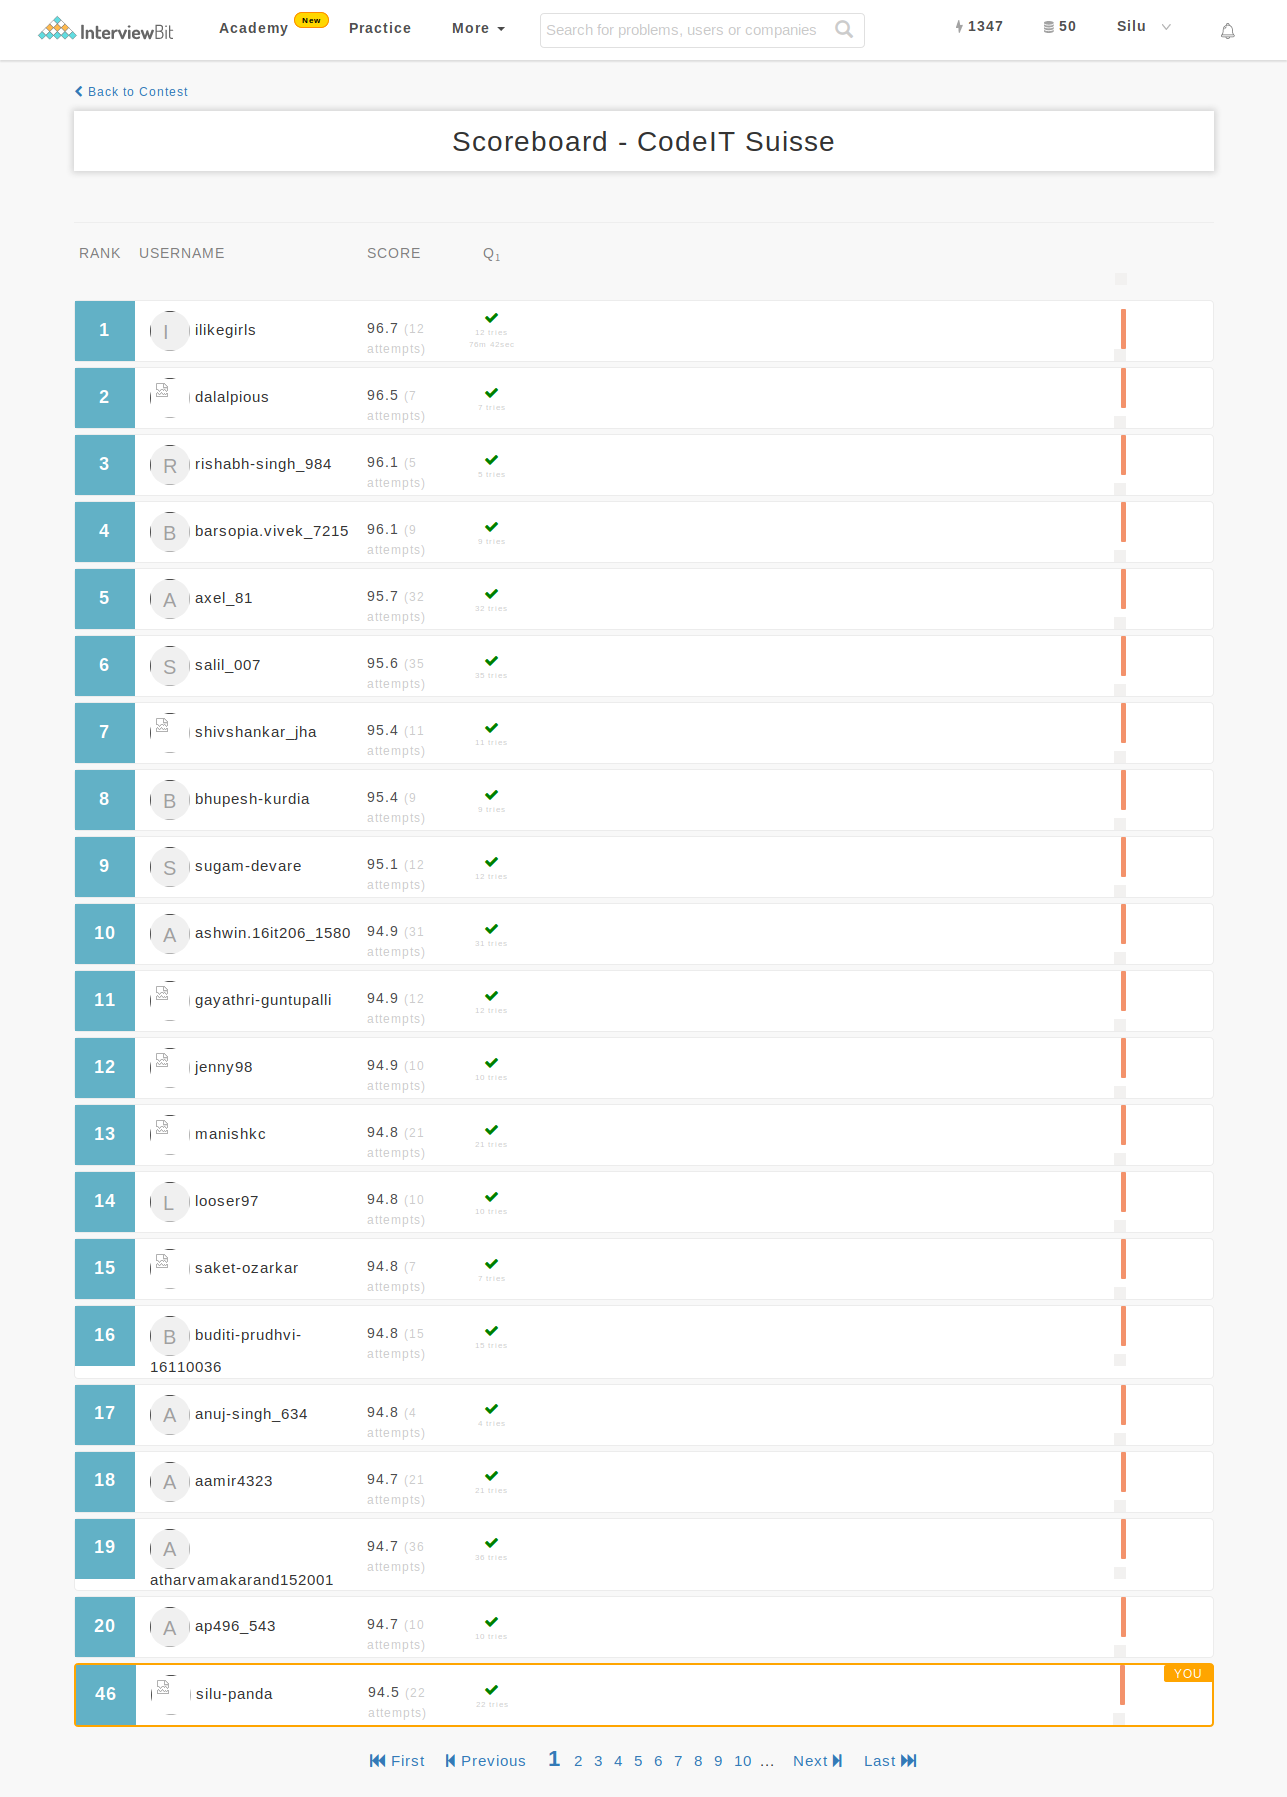 InterviewBit Academy New Practice More Search for problems, users or companies 1347 50 Silu
Back to Contest
Scoreboard - CodeIT Suisse
RANK USERNAME SCORE Q1
1 I ilikegirls 96.7 (12 attempts) 12 tries 76m 42sec
2 dalalpious 96.5 (7 attempts) 7 tries
3 R rishabh-singh_984 96.1 (5 attempts) 5 tries
4 B barsopia.vivek_7215 96.1 (9 attempts) 9 tries
5 A axel_81 95.7 (32 attempts) 32 tries
6 S salil_007 95.6 (35 attempts) 35 tries
7 shivshankar_jha 95.4 (11 attempts) 11 tries
8 B bhupesh-kurdia 95.4 (9 attempts) 9 tries
9 S sugam-devare 95.1 (12 attempts) 12 tries
10 A ashwin.16it206_1580 94.9 (31 attempts) 31 tries
11 gayathri-guntupalli 94.9 (12 attempts) 12 tries
12 jenny98 94.9 (10 attempts) 10 tries
13 manishkc 94.8 (21 attempts) 21 tries
14 L looser97 94.8 (10 attempts) 10 tries
15 saket-ozarkar 94.8 (7 attempts) 7 tries
16 B buditi-prudhvi-16110036 94.8 (15 attempts) 15 tries
17 A anuj-singh_634 94.8 (4 attempts) 4 tries
18 A aamir4323 94.7 (21 attempts) 21 tries
19 A atharvamakarand152001 94.7 (36 attempts) 36 tries
20 A ap496_543 94.7 (10 attempts) 10 tries
46 silu-panda 94.5 (22 attempts) 22 tries YOU
First Previous 1 2 3 4 5 6 7 8 9 10 ... Next Last